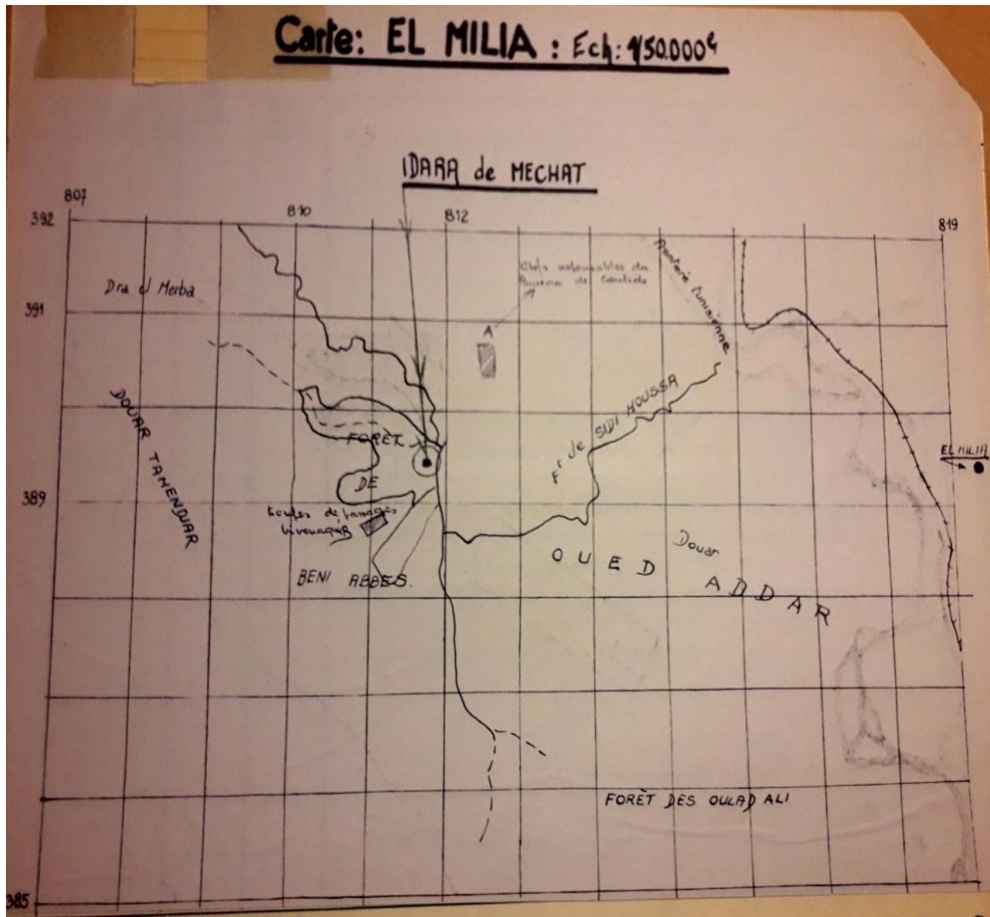 Carte: EL MILIA : Ech: 1/50.000e
IDARA de MECHAT
807
810
812
819
392
391
389
385
Dra el Merba
A
Tunisienne
DOUAR TAMENDJAR
FORÊT
DE
BENI ABBES.
Ft de SIDI MOUSSA
EL MILIA
Douar
OUED ADDAR
FORÊT DES OULAD ALI